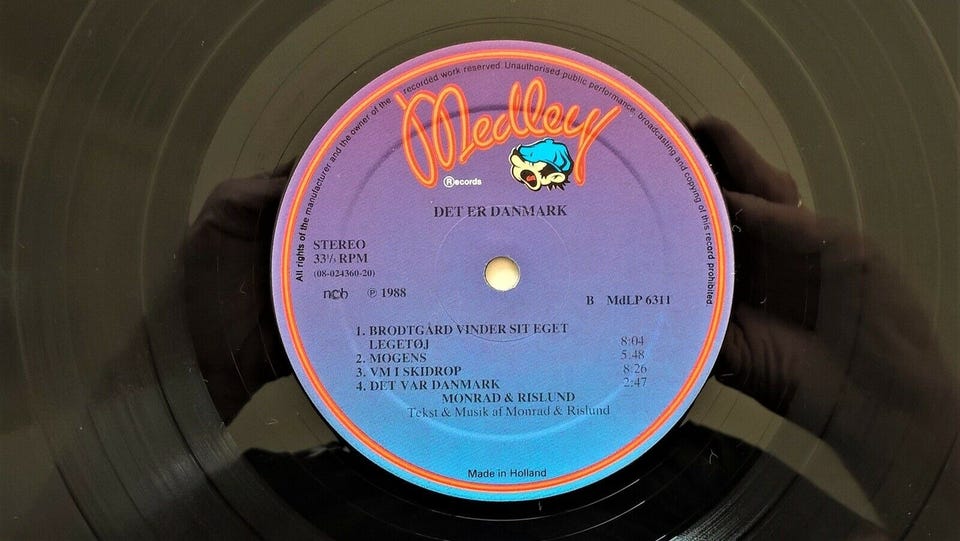 All rights of the manufacturer and the owner of the recorded work reserved. Unauthorised public performance, broadcasting and copying of this record prohibited.
Medley
Records
DET ER DANMARK
STEREO
33⅓ RPM
(08-024360-20)
ncb ℗ 1988
B MdLP 6311
1. BRODTGÅRD VINDER SIT EGET
LEGETØJ 8:04
2. MOGENS 5:48
3. VM I SKIDROP 8:26
4. DET VAR DANMARK 2:47
MONRAD & RISLUND
Tekst & Musik af Monrad & Rislund
Made in Holland